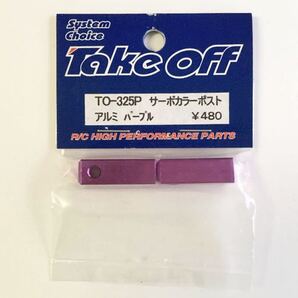 System
Choice
Take OFF
TO-325P サーボカラーポスト
アルミ パープル ￥480
R/C HIGH PERFORMANCE PARTS